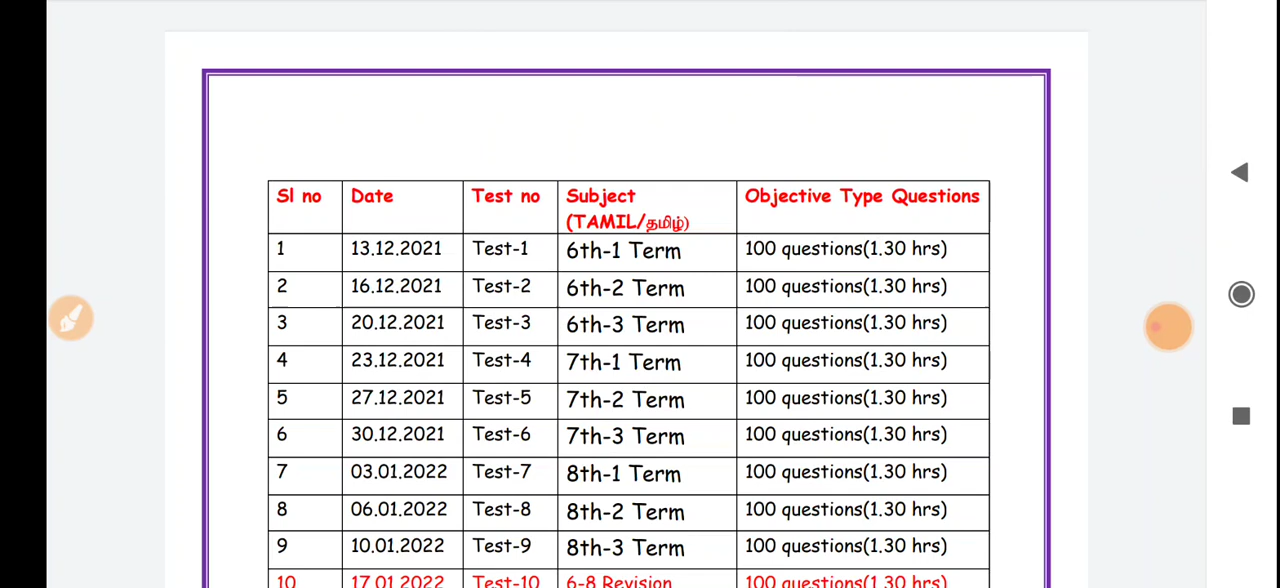 Sl no Date Test no Subject Objective Type Questions
(TAMIL/தமிழ்)
1 13.12.2021 Test-1 6th-1 Term 100 questions(1.30 hrs)
2 16.12.2021 Test-2 6th-2 Term 100 questions(1.30 hrs)
3 20.12.2021 Test-3 6th-3 Term 100 questions(1.30 hrs)
4 23.12.2021 Test-4 7th-1 Term 100 questions(1.30 hrs)
5 27.12.2021 Test-5 7th-2 Term 100 questions(1.30 hrs)
6 30.12.2021 Test-6 7th-3 Term 100 questions(1.30 hrs)
7 03.01.2022 Test-7 8th-1 Term 100 questions(1.30 hrs)
8 06.01.2022 Test-8 8th-2 Term 100 questions(1.30 hrs)
9 10.01.2022 Test-9 8th-3 Term 100 questions(1.30 hrs)
10 17.01.2022 Test-10 6-8 Revision 100 questions(1.30 hrs)